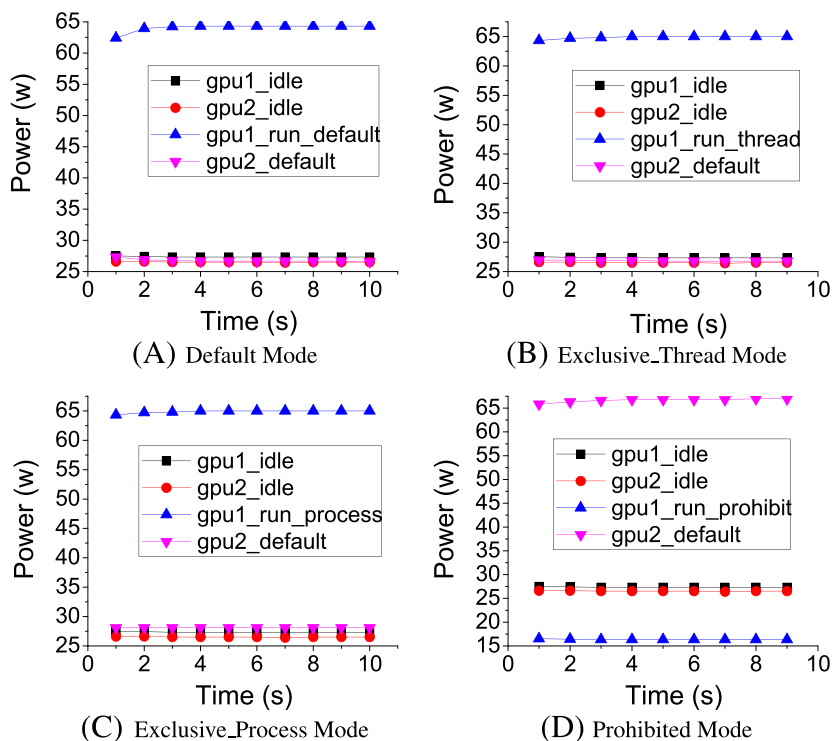 Power (w)
65
60
55
50
45
40
35
30
25
gpu1_idle
gpu2_idle
gpu1_run_default
gpu2_default
0 2 4 6 8 10
Time (s)
(A) Default Mode
Power (w)
65
60
55
50
45
40
35
30
25
gpu1_idle
gpu2_idle
gpu1_run_thread
gpu2_default
0 2 4 6 8 10
Time (s)
(B) Exclusive_Thread Mode
Power (w)
65
60
55
50
45
40
35
30
25
gpu1_idle
gpu2_idle
gpu1_run_process
gpu2_default
0 2 4 6 8 10
Time (s)
(C) Exclusive_Process Mode
Power (w)
65
60
55
50
45
40
35
30
25
20
15
gpu1_idle
gpu2_idle
gpu1_run_prohibit
gpu2_default
0 2 4 6 8 10
Time (s)
(D) Prohibited Mode